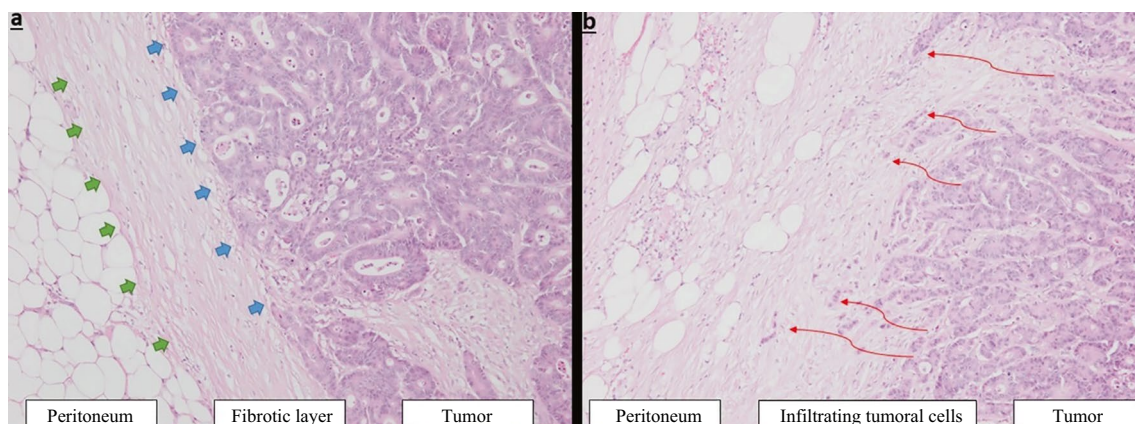 a
b
Peritoneum
Fibrotic layer
Tumor
Peritoneum
Infiltrating tumoral cells
Tumor